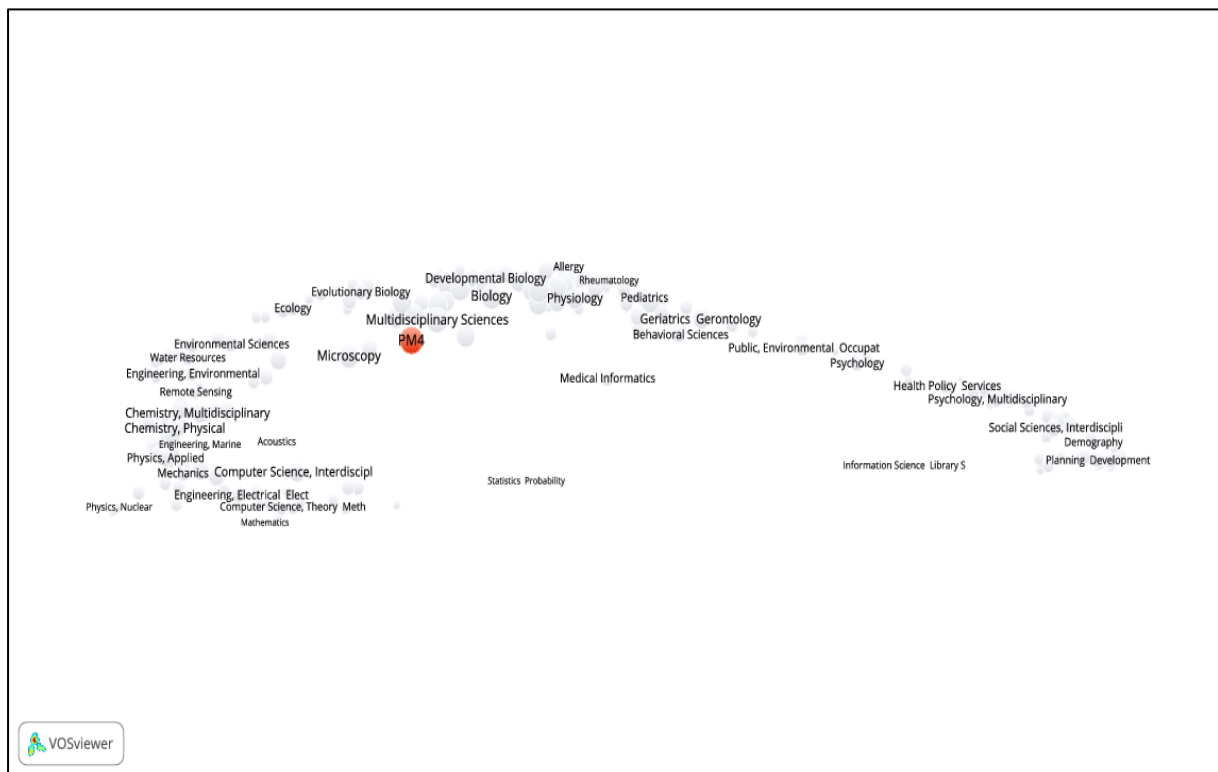 Allergy
Developmental Biology
Rheumatology
Evolutionary Biology
Biology
Physiology
Pediatrics
Ecology
Multidisciplinary Sciences
Geriatrics  Gerontology
Behavioral Sciences
PM4
Environmental Sciences
Public, Environmental  Occupat
Water Resources
Microscopy
Psychology
Engineering, Environmental
Medical Informatics
Health Policy  Services
Remote Sensing
Psychology, Multidisciplinary
Chemistry, Multidisciplinary
Chemistry, Physical
Social Sciences, Interdiscipli
Engineering, Marine
Acoustics
Demography
Physics, Applied
Planning  Development
Information Science  Library S
Mechanics
Computer Science, Interdiscipl
Statistics  Probability
Engineering, Electrical  Elect
Physics, Nuclear
Computer Science, Theory  Meth
Mathematics
VOSviewer